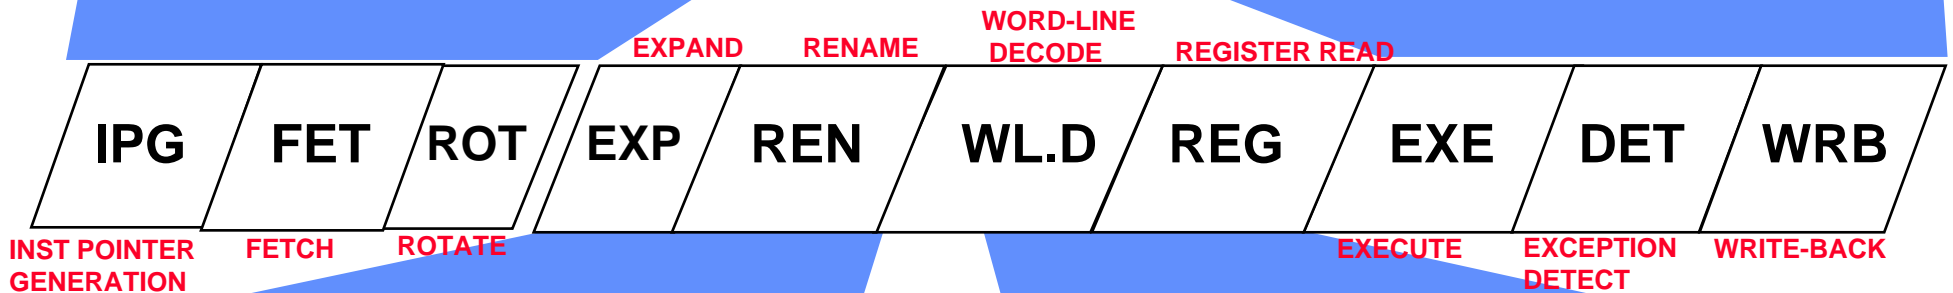 WORD-LINE
DECODE
EXPAND
RENAME
REGISTER READ
IPG
FET
ROT
EXP
REN
WL.D
REG
EXE
DET
WRB
INST POINTER
GENERATION
FETCH
ROTATE
EXECUTE
EXCEPTION
DETECT
WRITE-BACK